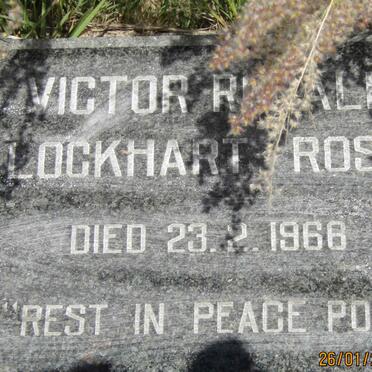 VICTOR
LOCKHART ROS
DIED 23.2.1966
"REST IN PEACE PO
26/01/